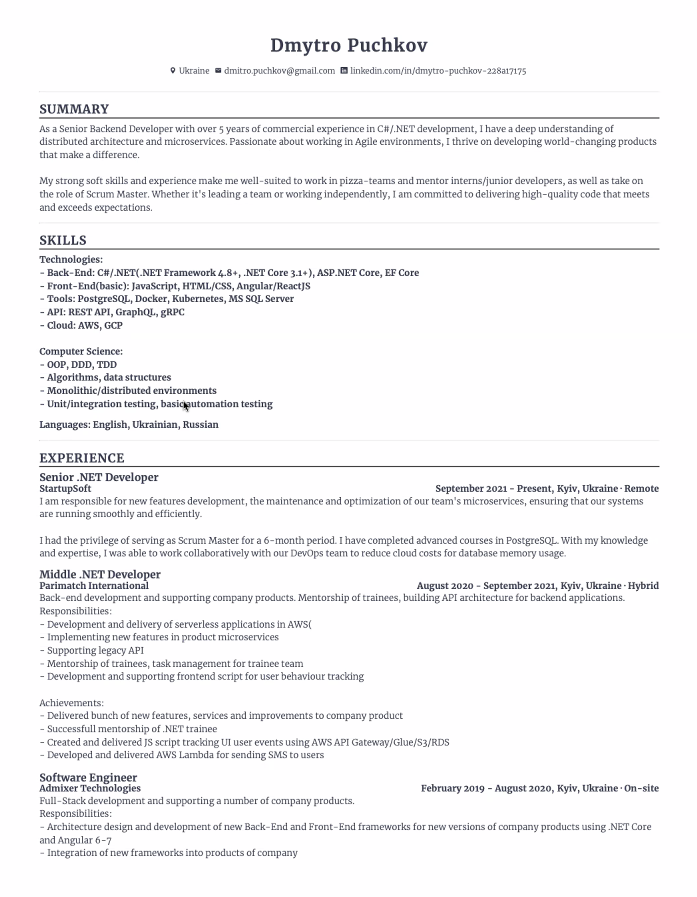 Dmytro Puchkov
Ukraine dmitro.puchkov@gmail.com linkedin.com/in/dmytro-puchkov-228a17175
SUMMARY
As a Senior Backend Developer with over 5 years of commercial experience in C#/.NET development, I have a deep understanding of
distributed architecture and microservices. Passionate about working in Agile environments, I thrive on developing world-changing products
that make a difference.
My strong soft skills and experience make me well-suited to work in pizza-teams and mentor interns/junior developers, as well as take on
the role of Scrum Master. Whether it's leading a team or working independently, I am committed to delivering high-quality code that meets
and exceeds expectations.
SKILLS
Technologies:
- Back-End: C#/.NET(.NET Framework 4.8+, .NET Core 3.1+), ASP.NET Core, EF Core
- Front-End(basic): JavaScript, HTML/CSS, Angular/ReactJS
- Tools: PostgreSQL, Docker, Kubernetes, MS SQL Server
- API: REST API, GraphQL, gRPC
- Cloud: AWS, GCP
Computer Science:
- OOP, DDD, TDD
- Algorithms, data structures
- Monolithic/distributed environments
- Unit/integration testing, basic automation testing
Languages: English, Ukrainian, Russian
EXPERIENCE
Senior .NET Developer
StartupSoft September 2021 - Present, Kyiv, Ukraine · Remote
I am responsible for new features development, the maintenance and optimization of our team's microservices, ensuring that our systems
are running smoothly and efficiently.
I had the privilege of serving as Scrum Master for a 6-month period. I have completed advanced courses in PostgreSQL. With my knowledge
and expertise, I was able to work collaboratively with our DevOps team to reduce cloud costs for database memory usage.
Middle .NET Developer
Parimatch International August 2020 - September 2021, Kyiv, Ukraine · Hybrid
Back-end development and supporting company products. Mentorship of trainees, building API architecture for backend applications.
Responsibilities:
- Development and delivery of serverless applications in AWS(
- Implementing new features in product microservices
- Supporting legacy API
- Mentorship of trainees, task management for trainee team
- Development and supporting frontend script for user behaviour tracking
Achievements:
- Delivered bunch of new features, services and improvements to company product
- Successfull mentorship of .NET trainee
- Created and delivered JS script tracking UI user events using AWS API Gateway/Glue/S3/RDS
- Developed and delivered AWS Lambda for sending SMS to users
Software Engineer
Admixer Technologies February 2019 - August 2020, Kyiv, Ukraine · On-site
Full-Stack development and supporting a number of company products.
Responsibilities:
- Architecture design and development of new Back-End and Front-End frameworks for new versions of company products using .NET Core
and Angular 6-7
- Integration of new frameworks into products of company